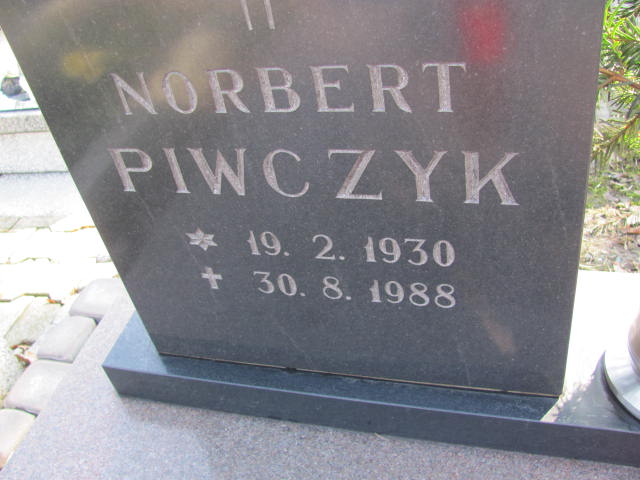 NORBERT
PIWCZYK
19. 2. 1930
30. 8. 1988